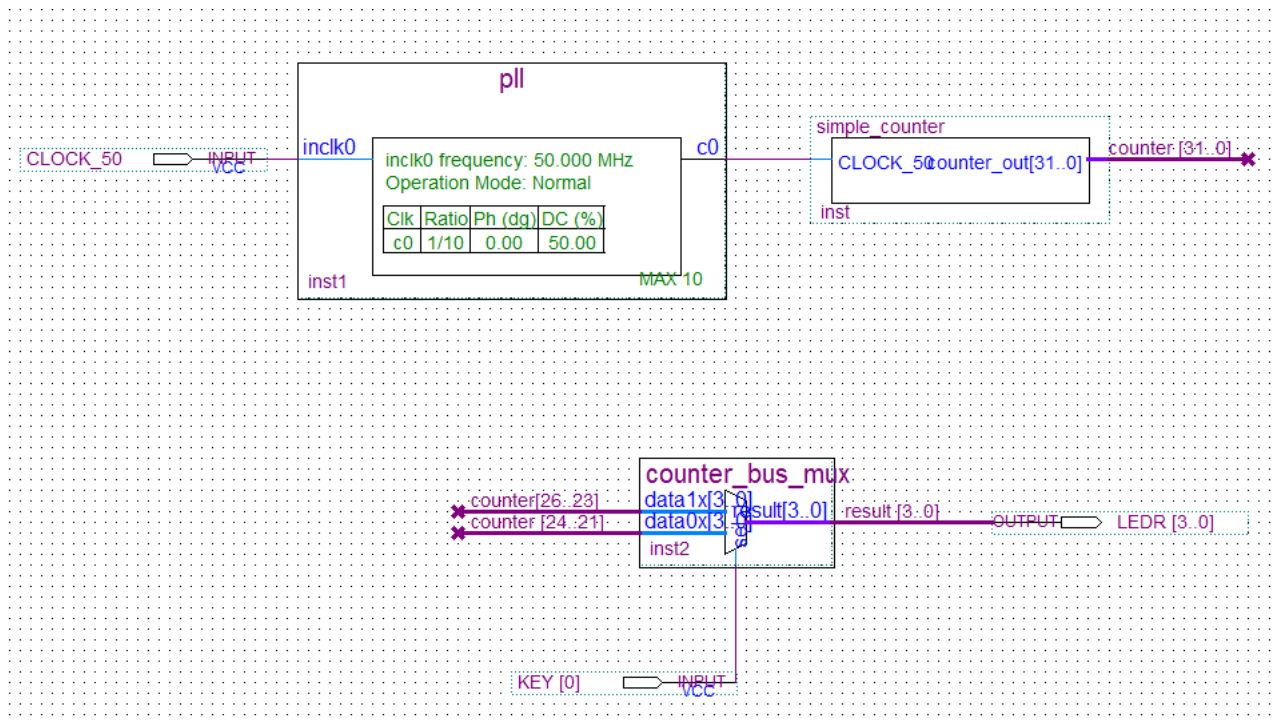 pll
CLOCK_50
INPUT
VCC
inclk0
inclk0 frequency: 50.000 MHz
Operation Mode: Normal
Clk Ratio Ph (dg) DC (%)
c0 1/10 0.00 50.00
inst1
MAX 10
c0
simple_counter
CLOCK_50
counter_out[31..0]
inst
counter [31..0]
counter_bus_mux
counter[26..23]
data1x[3..0]
counter [24..21]
data0x[3..0]
sel
result[3..0]
inst2
result [3..0]
OUTPUT
LEDR [3..0]
KEY [0]
INPUT
VCC